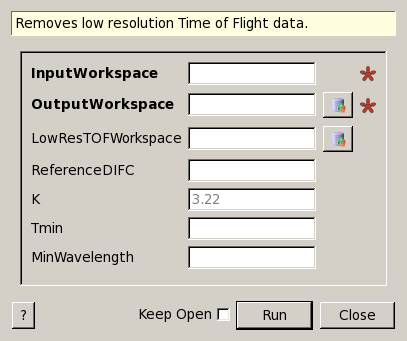 Removes low resolution Time of Flight data.
InputWorkspace
OutputWorkspace
LowResTOFWorkspace
ReferenceDIFC
K 3.22
Tmin
MinWavelength
? Keep Open Run Close